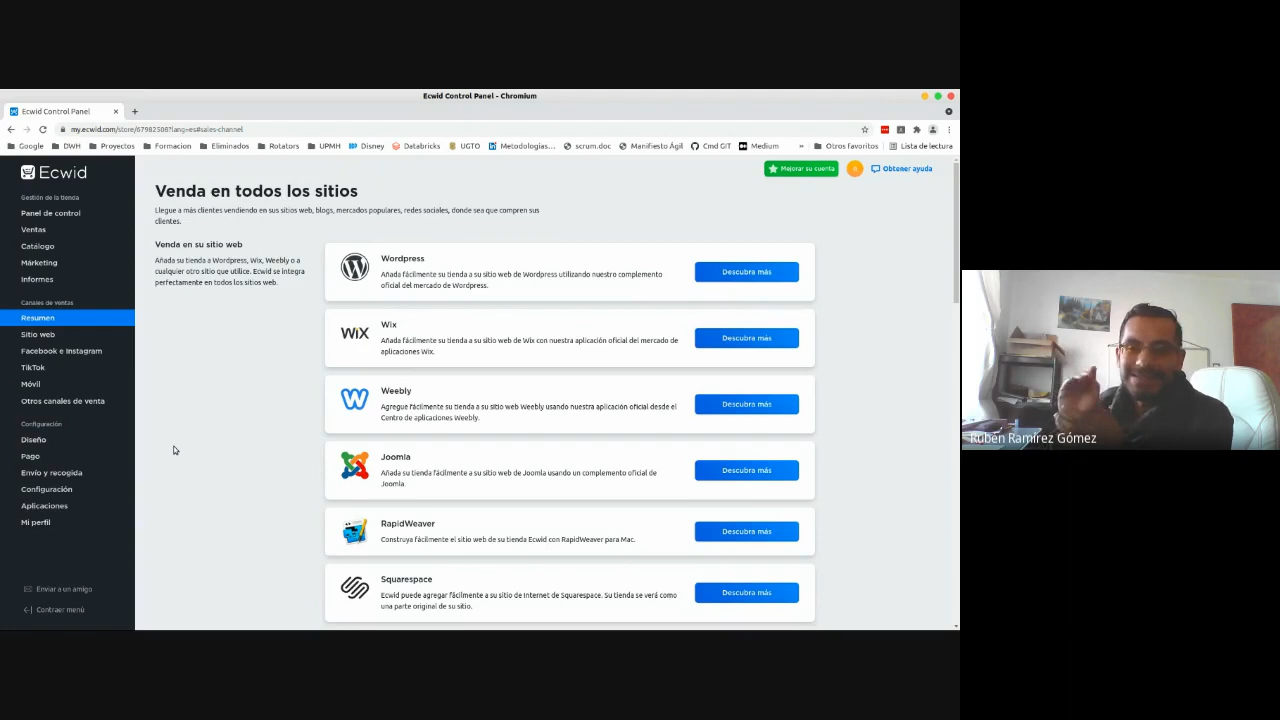 Ecwid Control Panel - Chromium
Ecwid Control Panel
my.ecwid.com/store/67982508?lang=es#sales-channel
Google DWH Proyectos Formacion Eliminados Rotators UPMH Disney Databricks UGTO Metodologias... scrum.doc Manifiesto Ágil Cmd GIT Medium » Otros favoritos Lista de lectura
Ecwid
Gestión de la tienda
Panel de control
Ventas
Catálogo
Márketing
Informes
Canales de ventas
Resumen
Sitio web
Facebook e Instagram
TikTok
Móvil
Otros canales de venta
Configuración
Diseño
Pago
Envío y recogida
Configuración
Aplicaciones
Mi perfil
Enviar a un amigo
Contraer menú
Mejorar su cuenta
Obtener ayuda
Venda en todos los sitios
Llegue a más clientes vendiendo en sus sitios web, blogs, mercados populares, redes sociales, donde sea que compren sus
clientes.
Venda en su sitio web
Añada su tienda a Wordpress, Wix, Weebly o a
cualquier otro sitio que utilice. Ecwid se integra
perfectamente en todos los sitios web.
Wordpress
Añada fácilmente su tienda a su sitio web de Wordpress utilizando nuestro complemento
oficial del mercado de Wordpress.
Descubra más
WiX
Wix
Añada fácilmente su tienda a su sitio web de Wix con nuestra aplicación oficial del mercado de
aplicaciones Wix.
Descubra más
Weebly
Agregue fácilmente su tienda a su sitio web Weebly usando nuestra aplicación oficial desde el
Centro de aplicaciones Weebly.
Descubra más
Joomla
Añada su tienda fácilmente a su sitio web de Joomla usando un complemento oficial de
Joomla.
Descubra más
RapidWeaver
Construya fácilmente el sitio web de su tienda Ecwid con RapidWeaver para Mac.
Descubra más
Squarespace
Ecwid puede agregar fácilmente a su sitio de Internet de Squarespace. Su tienda se verá como
una parte original de su sitio.
Descubra más
Rubén Ramírez Gómez